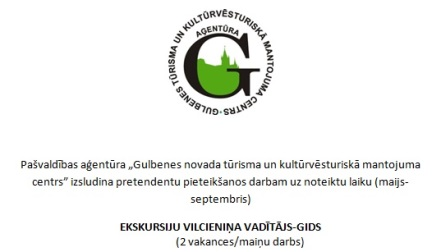 GULBENES TŪRISMA UN KULTŪRVĒSTURISKĀ MANTOJUMA CENTRS
AĢENTŪRA
G
Pašvaldības aģentūra „Gulbenes novada tūrisma un kultūrvēsturiskā mantojuma
centrs” izsludina pretendentu pieteikšanos darbam uz noteiktu laiku (maijs-
septembris)
EKSKURSIJU VILCIENIŅA VADĪTĀJS-GIDS
(2 vakances/maiņu darbs)